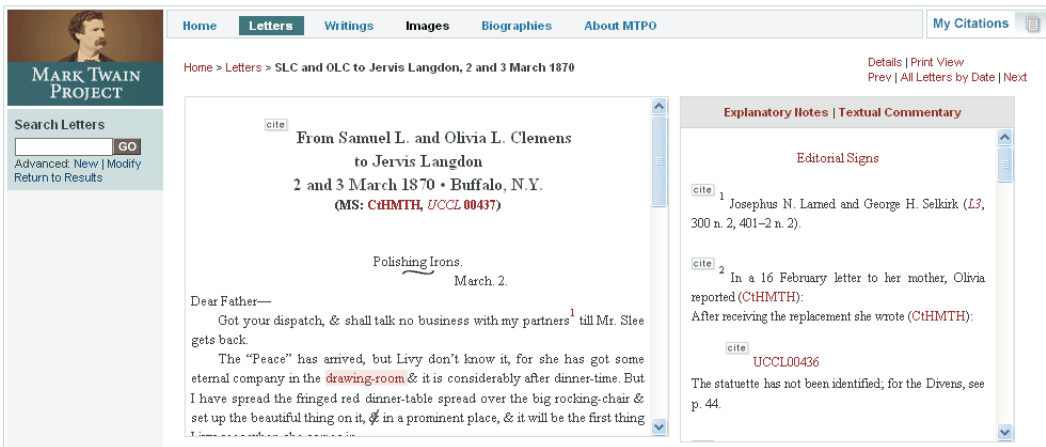 Home Letters Writings Images Biographies About MTPO My Citations
MARK TWAIN
PROJECT
Home > Letters > SLC and OLC to Jervis Langdon, 2 and 3 March 1870
Details | Print View
Prev | All Letters by Date | Next
Search Letters
GO
Advanced: New | Modify
Return to Results
cite
From Samuel L. and Olivia L. Clemens
to Jervis Langdon
2 and 3 March 1870 • Buffalo, N.Y.
(MS: CtHMTH, UCCL 00437)
Polishing Irons.
March. 2.
Dear Father—
Got your dispatch, & shall talk no business with my partners1 till Mr. Slee
gets back.
The “Peace” has arrived, but Livy don’t know it, for she has got some
eternal company in the drawing-room & it is considerably after dinner-time. But
I have spread the fringed red dinner-table spread over the big rocking-chair &
set up the beautiful thing on it, & in a prominent place, & it will be the first thing
Explanatory Notes | Textual Commentary
Editorial Signs
cite 1
Josephus N. Larned and George H. Selkirk (L3,
300 n. 2, 401–2 n. 2).
cite 2
In a 16 February letter to her mother, Olivia
reported (CtHMTH):
After receiving the replacement she wrote (CtHMTH):
cite
UCCL00436
The statuette has not been identified; for the Divens, see
p. 44.